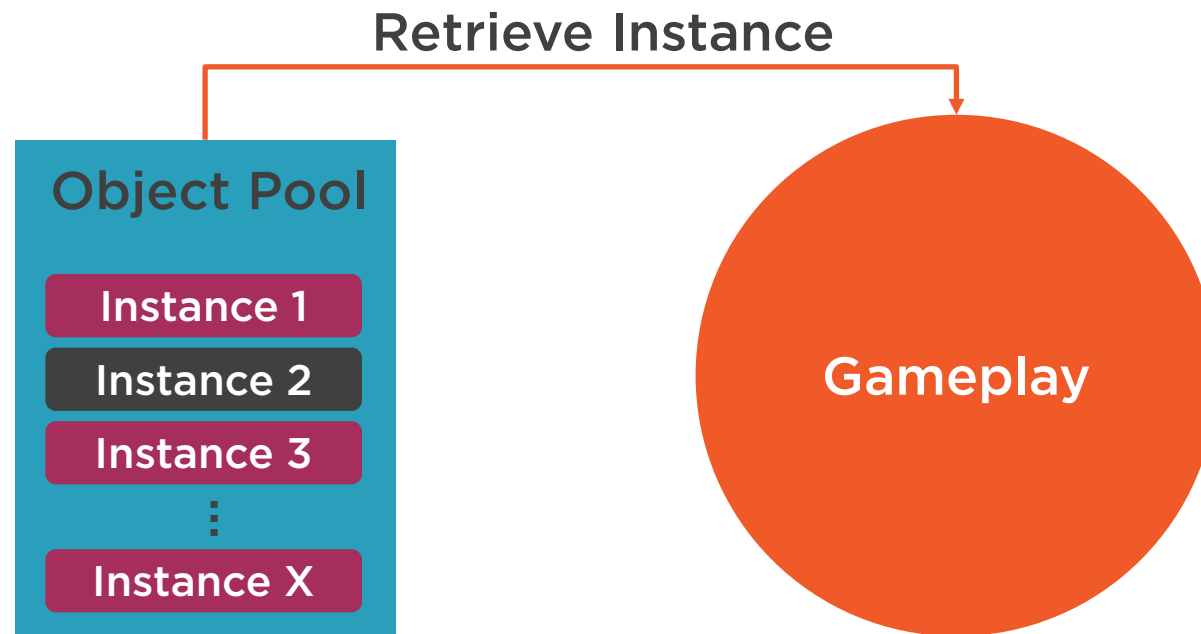 Retrieve Instance
Object Pool
Instance 1
Instance 2
Instance 3
Instance X
Gameplay